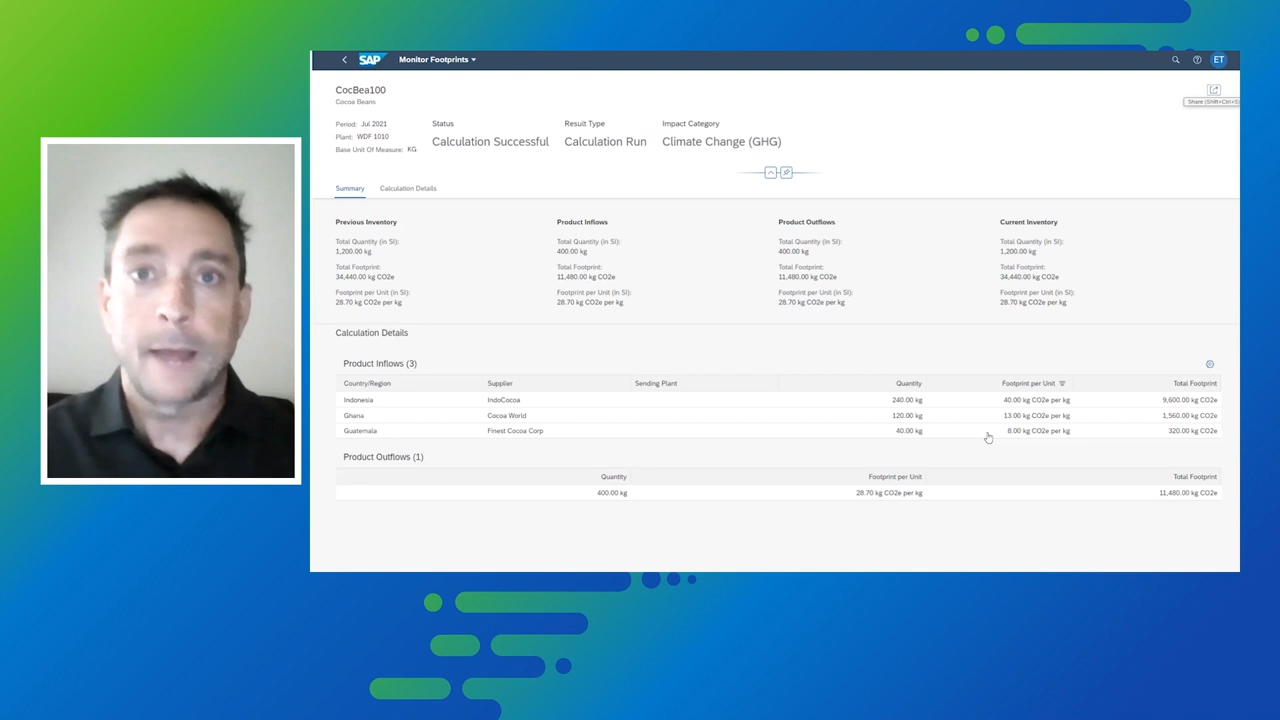 SAP Monitor Footprints
ET
CocBea100
Cocoa Beans
Share (Shift+Ctrl+S)
Period: Jul 2021
Plant: WDF 1010
Base Unit Of Measure: KG
Status
Calculation Successful
Result Type
Calculation Run
Impact Category
Climate Change (GHG)
Summary Calculation Details
Previous Inventory
Total Quantity (in SI):
1,200.00 kg
Total Footprint:
34,440.00 kg CO2e
Footprint per Unit (in SI):
28.70 kg CO2e per kg
Product Inflows
Total Quantity (in SI):
400.00 kg
Total Footprint:
11,480.00 kg CO2e
Footprint per Unit (in SI):
28.70 kg CO2e per kg
Product Outflows
Total Quantity (in SI):
400.00 kg
Total Footprint:
11,480.00 kg CO2e
Footprint per Unit (in SI):
28.70 kg CO2e per kg
Current Inventory
Total Quantity (in SI):
1,200.00 kg
Total Footprint:
34,440.00 kg CO2e
Footprint per Unit (in SI):
28.70 kg CO2e per kg
Calculation Details
Product Inflows (3)
Country/Region Supplier Sending Plant Quantity Footprint per Unit Total Footprint
Indonesia IndoCocoa 240.00 kg 40.00 kg CO2e per kg 9,600.00 kg CO2e
Ghana Cocoa World 120.00 kg 13.00 kg CO2e per kg 1,560.00 kg CO2e
Guatemala Finest Cocoa Corp 40.00 kg 8.00 kg CO2e per kg 320.00 kg CO2e
Product Outflows (1)
Quantity Footprint per Unit Total Footprint
400.00 kg 28.70 kg CO2e per kg 11,480.00 kg CO2e